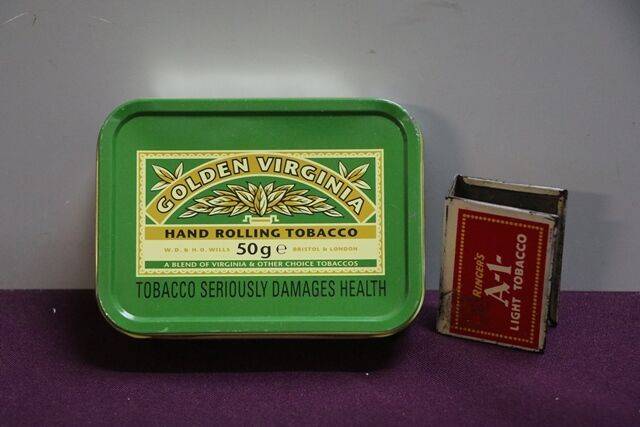 GOLDEN VIRGINIA
HAND ROLLING TOBACCO
W.D. & H.O. WILLS 50g e BRISTOL & LONDON
A BLEND OF VIRGINIA & OTHER CHOICE TOBACCOS
TOBACCO SERIOUSLY DAMAGES HEALTH
RINGER'S
A-1-
LIGHT TOBACCO